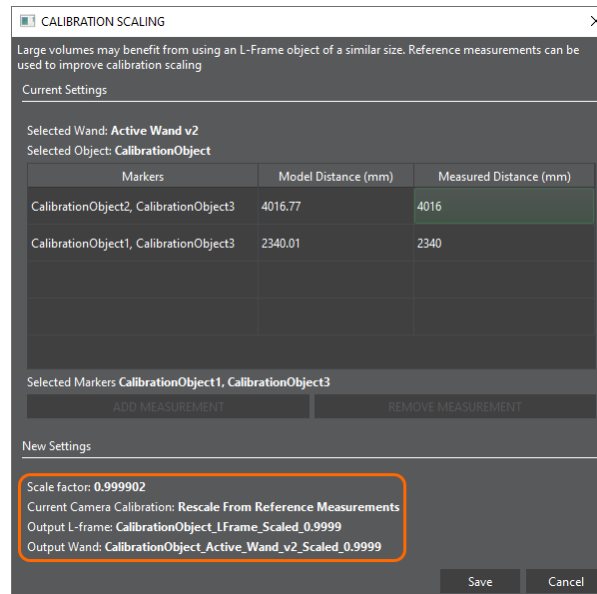 CALIBRATION SCALING
Large volumes may benefit from using an L-Frame object of a similar size. Reference measurements can be
used to improve calibration scaling
Current Settings
Selected Wand: Active Wand v2
Selected Object: CalibrationObject
Markers Model Distance (mm) Measured Distance (mm)
CalibrationObject2, CalibrationObject3 4016.77 4016
CalibrationObject1, CalibrationObject3 2340.01 2340
Selected Markers CalibrationObject1, CalibrationObject3
ADD MEASUREMENT REMOVE MEASUREMENT
New Settings
Scale factor: 0.999902
Current Camera Calibration: Rescale From Reference Measurements
Output L-frame: CalibrationObject_LFrame_Scaled_0.9999
Output Wand: CalibrationObject_Active_Wand_v2_Scaled_0.9999
Save Cancel